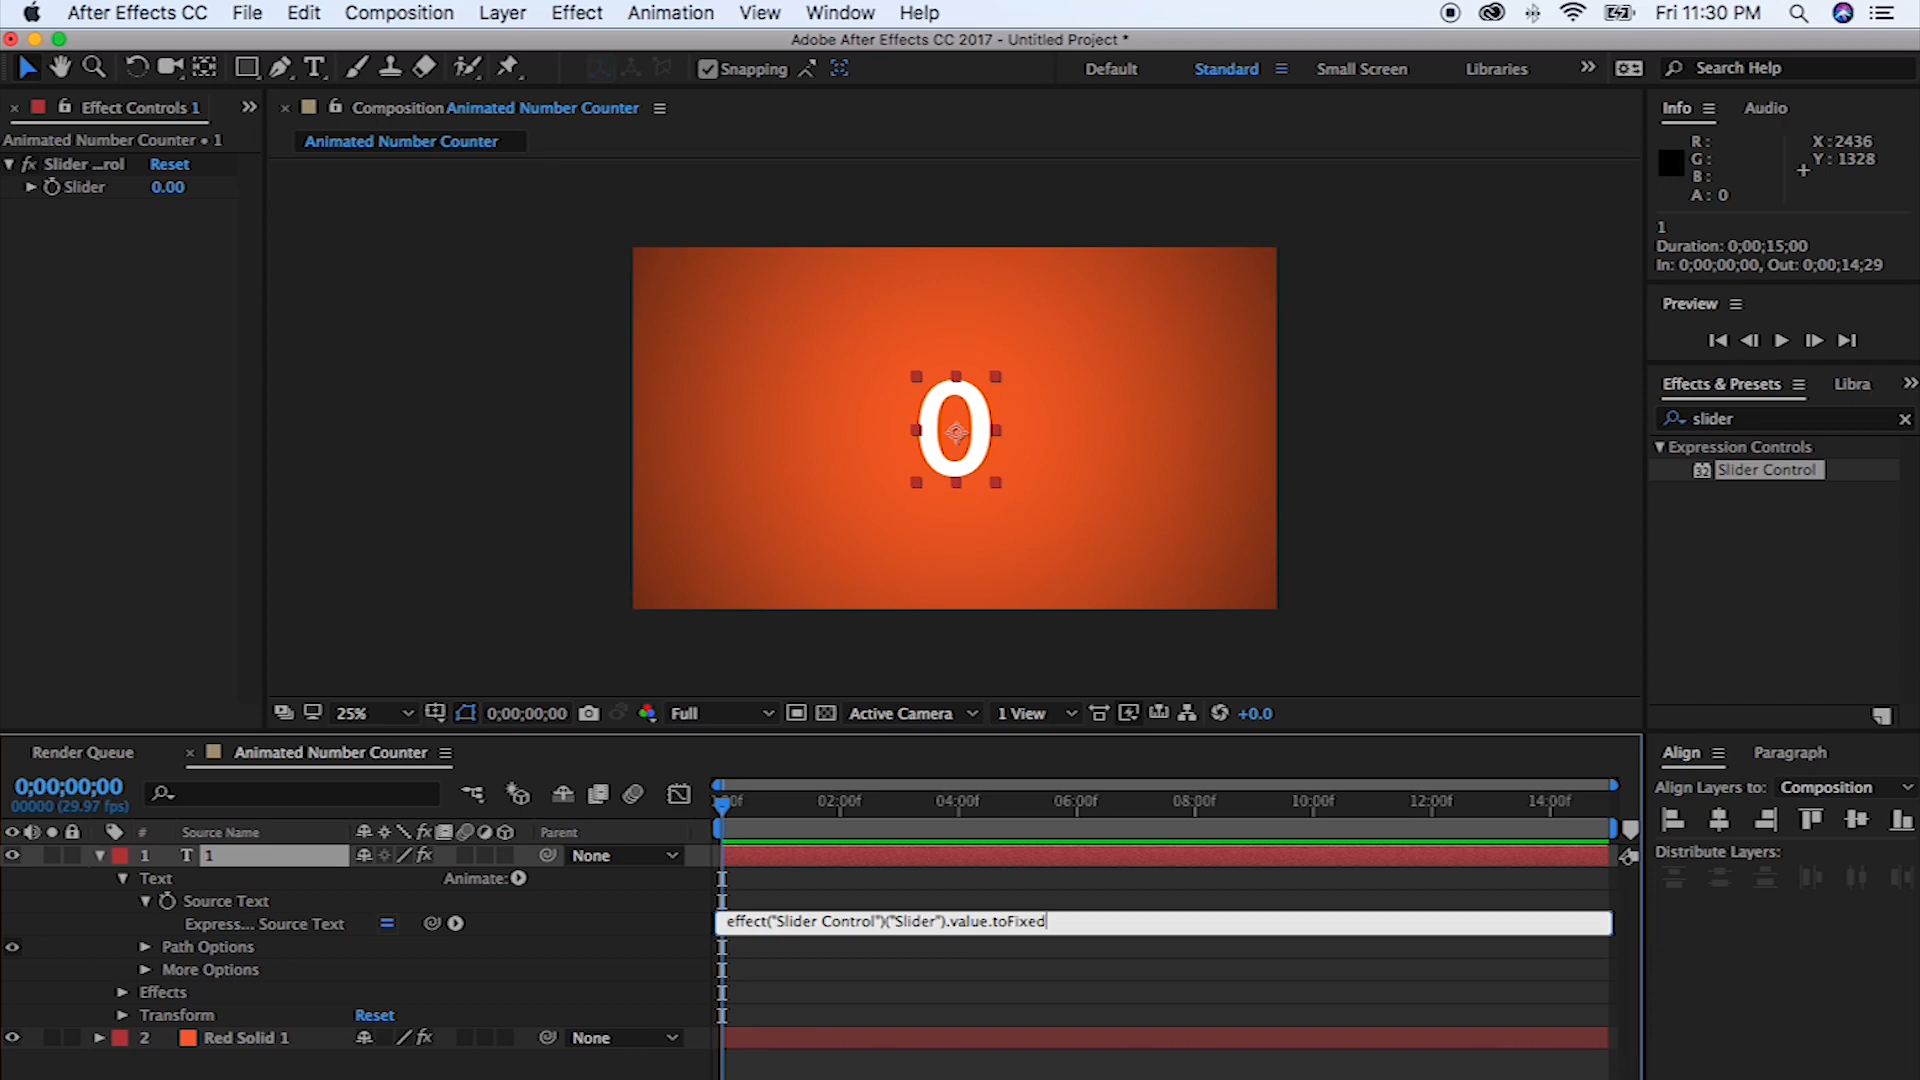 After Effects CC File Edit Composition Layer Effect Animation View Window Help Fri 11:30 PM
Adobe After Effects CC 2017 - Untitled Project *
Snapping Default Standard Small Screen Libraries Search Help
Effect Controls 1
Composition Animated Number Counter
Info Audio
Animated Number Counter • 1
Animated Number Counter
R: X: 2436
G: Y: 1328
B:
A: 0
fx Slider ...rol Reset
Slider 0.00
1
Duration: 0;00;15;00
In: 0;00;00;00, Out: 0;00;14;29
Preview
Effects & Presets Libra
slider
Expression Controls
32 Slider Control
0
25% 0;00;00;00 Full Active Camera 1 View +0.0
Render Queue Animated Number Counter
Align Paragraph
0;00;00;00
00000 (29.97 fps)
:00f 02:00f 04:00f 06:00f 08:00f 10:00f 12:00f 14:00f
Align Layers to: Composition
# Source Name fx Parent
1 T 1 fx None
Distribute Layers:
Text Animate:
Source Text
Express... Source Text = effect("Slider Control")("Slider").value.toFixed
Path Options
More Options
Effects
Transform Reset
2 Red Solid 1 fx None